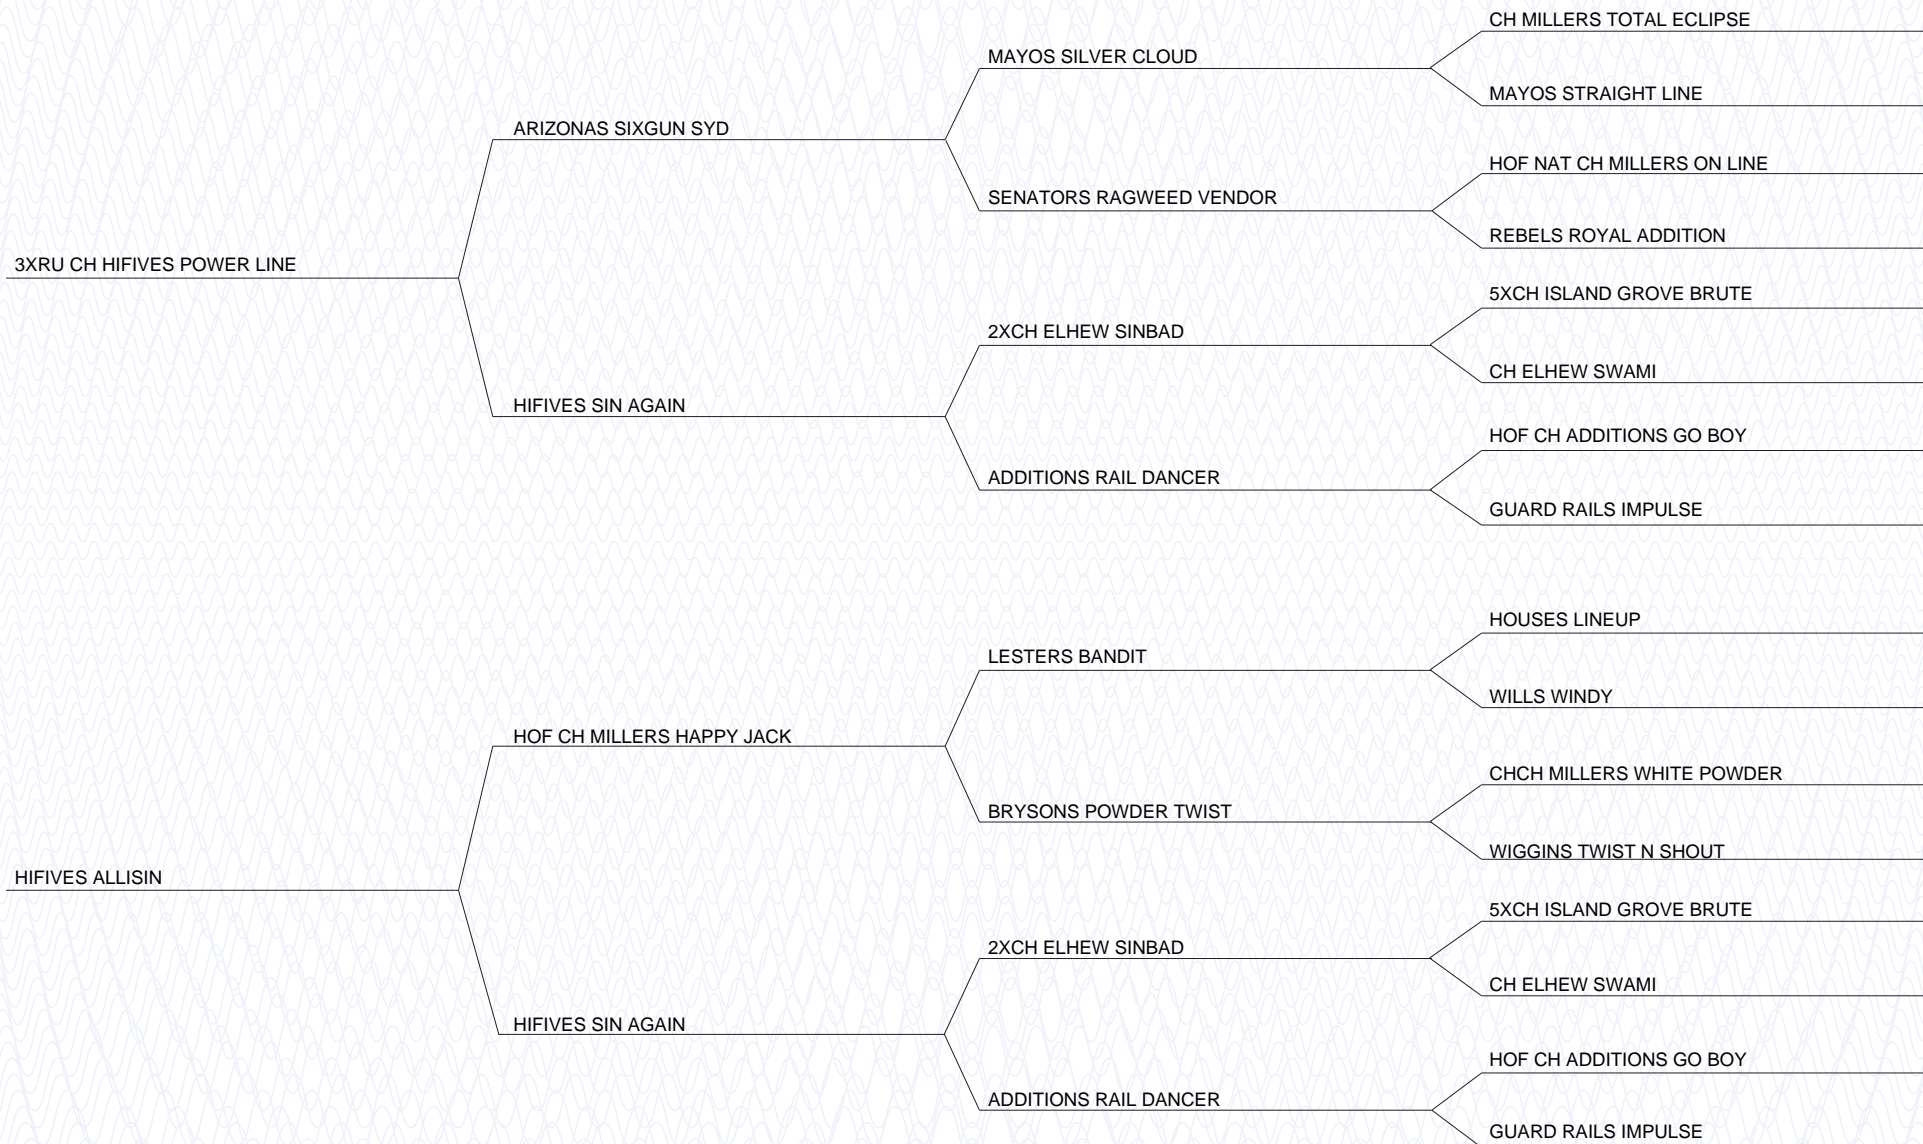 CH MILLERS TOTAL ECLIPSE
MAYOS SILVER CLOUD
MAYOS STRAIGHT LINE
ARIZONAS SIXGUN SYD
HOF NAT CH MILLERS ON LINE
SENATORS RAGWEED VENDOR
REBELS ROYAL ADDITION
3XRU CH HIFIVES POWER LINE
5XCH ISLAND GROVE BRUTE
2XCH ELHEW SINBAD
CH ELHEW SWAMI
HIFIVES SIN AGAIN
HOF CH ADDITIONS GO BOY
ADDITIONS RAIL DANCER
GUARD RAILS IMPULSE
HOUSES LINEUP
LESTERS BANDIT
WILLS WINDY
HOF CH MILLERS HAPPY JACK
CHCH MILLERS WHITE POWDER
BRYSONS POWDER TWIST
WIGGINS TWIST N SHOUT
HIFIVES ALLISIN
5XCH ISLAND GROVE BRUTE
2XCH ELHEW SINBAD
CH ELHEW SWAMI
HIFIVES SIN AGAIN
HOF CH ADDITIONS GO BOY
ADDITIONS RAIL DANCER
GUARD RAILS IMPULSE